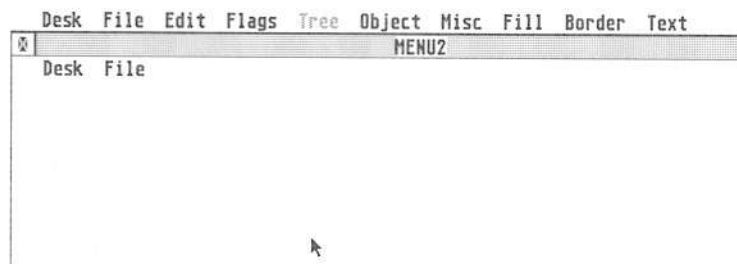 Desk File Edit Flags Tree Object Misc Fill Border Text
MENU2
Desk File